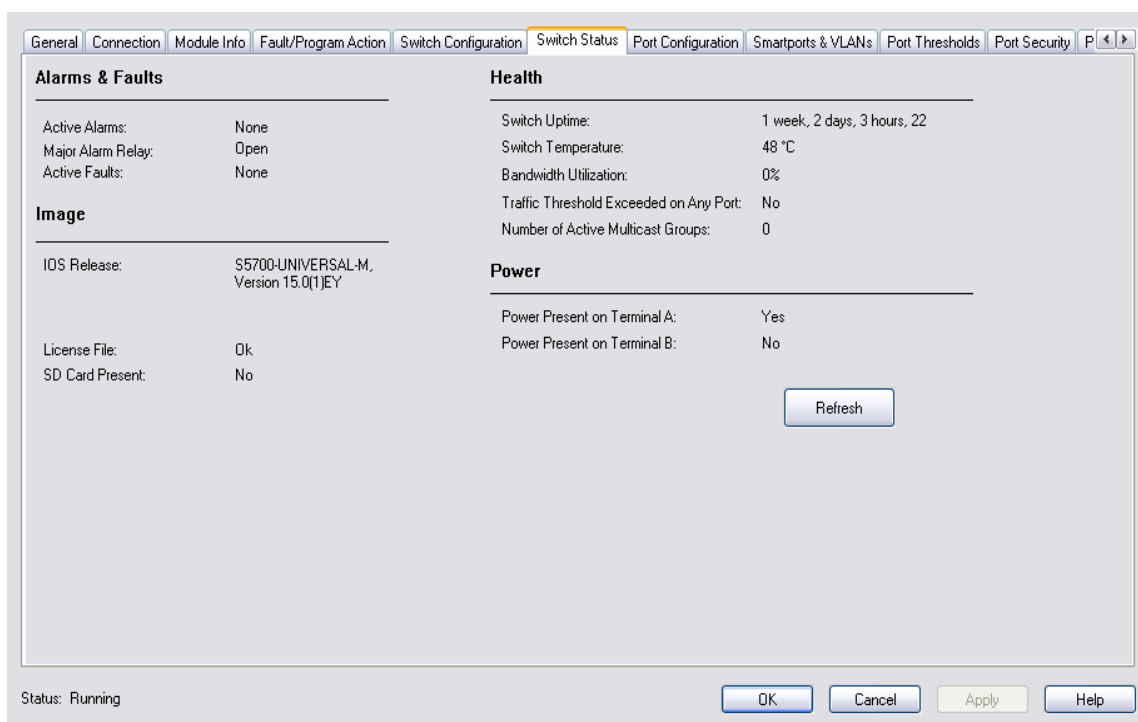 General Connection Module Info Fault/Program Action Switch Configuration Switch Status Port Configuration Smartports & VLANs Port Thresholds Port Security P
Alarms & Faults
Active Alarms: None
Major Alarm Relay: Open
Active Faults: None
Image
IOS Release: S5700-UNIVERSAL-M,
Version 15.0(1)EY
License File: Ok
SD Card Present: No
Health
Switch Uptime: 1 week, 2 days, 3 hours, 22
Switch Temperature: 48 °C
Bandwidth Utilization: 0%
Traffic Threshold Exceeded on Any Port: No
Number of Active Multicast Groups: 0
Power
Power Present on Terminal A: Yes
Power Present on Terminal B: No
Refresh
Status: Running
OK Cancel Apply Help